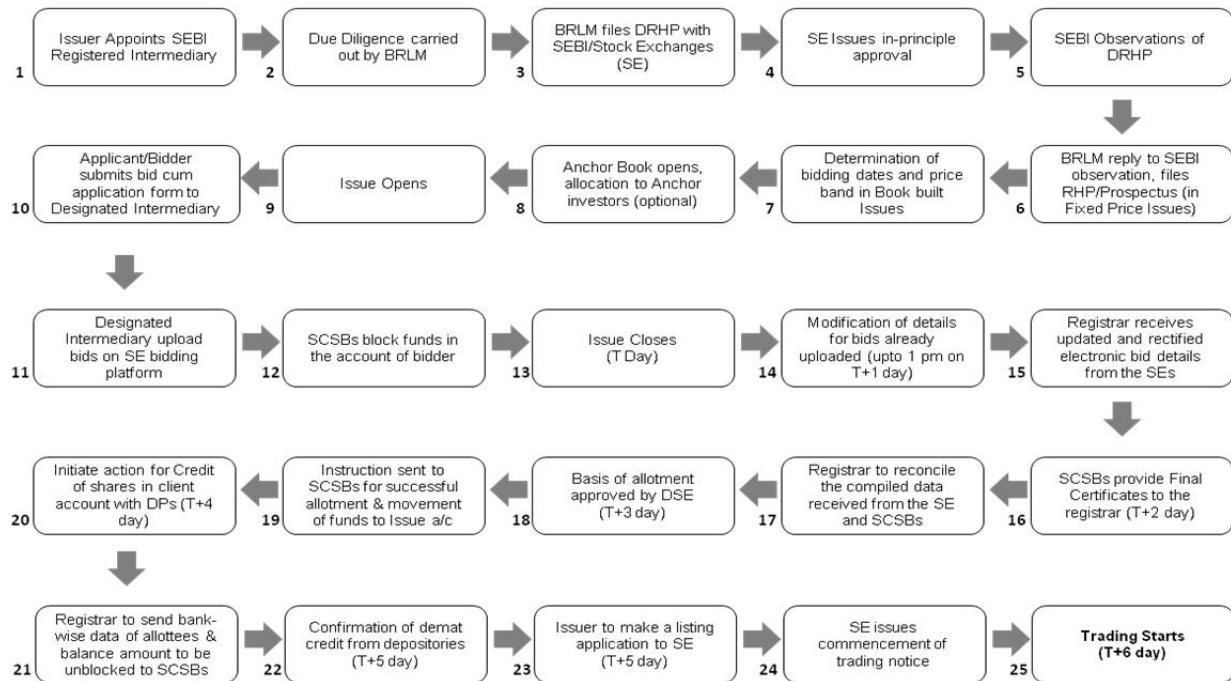 1
Issuer Appoints SEBI
Registered Intermediary
2
Due Diligence carried
out by BRLM
3
BRLM files DRHP with
SEBI/Stock Exchanges
(SE)
4
SE Issues in-principle
approval
5
SEBI Observations of
DRHP
6
BRLM reply to SEBI
observation, files
RHP/Prospectus (in
Fixed Price Issues)
7
Determination of
bidding dates and price
band in Book built
Issues
8
Anchor Book opens,
allocation to Anchor
investors (optional)
9
Issue Opens
10
Applicant/Bidder
submits bid cum
application form to
Designated Intermediary
11
Designated
Intermediary upload
bids on SE bidding
platform
12
SCSBs block funds in
the account of bidder
13
Issue Closes
(T Day)
14
Modification of details
for bids already
uploaded (upto 1 pm on
T+1 day)
15
Registrar receives
updated and rectified
electronic bid details
from the SEs
16
SCSBs provide Final
Certificates to the
registrar (T+2 day)
17
Registrar to reconcile
the compiled data
received from the SE
and SCSBs
18
Basis of allotment
approved by DSE
(T+3 day)
19
Instruction sent to
SCSBs for successful
allotment & movement
of funds to Issue a/c
20
Initiate action for Credit
of shares in client
account with DPs (T+4
day)
21
Registrar to send bank-
wise data of allottees &
balance amount to be
unblocked to SCSBs
22
Confirmation of demat
credit from depositories
(T+5 day)
23
Issuer to make a listing
application to SE
(T+5 day)
24
SE issues
commencement of
trading notice
25
Trading Starts
(T+6 day)